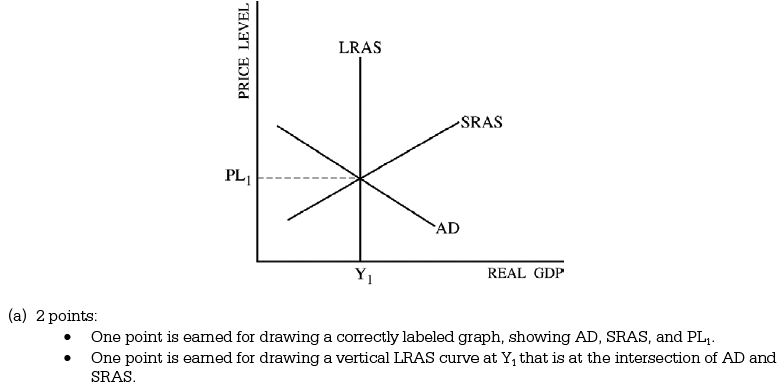 PRICE LEVEL
LRAS
SRAS
PL₁
AD
Y₁
REAL GDP
(a) 2 points:
• One point is earned for drawing a correctly labeled graph, showing AD, SRAS, and PL₁.
• One point is earned for drawing a vertical LRAS curve at Y₁ that is at the intersection of AD and
SRAS.